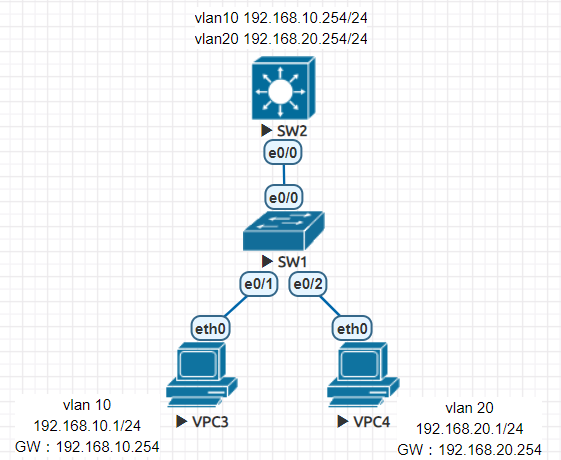 vlan10 192.168.10.254/24
vlan20 192.168.20.254/24
SW2
e0/0
e0/0
SW1
e0/1
e0/2
eth0
eth0
VPC3
VPC4
vlan 10
192.168.10.1/24
GW：192.168.10.254
vlan 20
192.168.20.1/24
GW：192.168.20.254